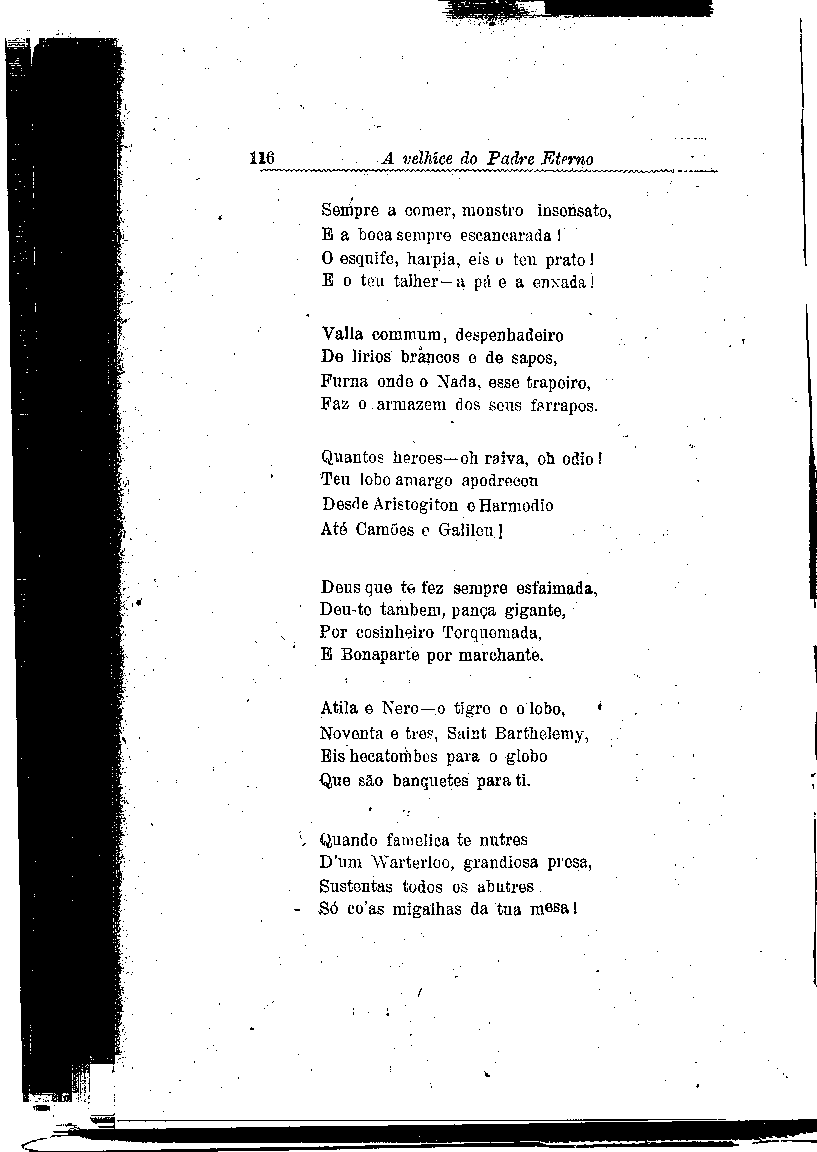 116 A velhice do Padre Eterno
Sempre a comer, monstro insensato,
E a boca sempre escancarada!
O esquife, harpia, eis o teu prato!
E o teu talher—a pá e a enxada!
Valla commum, despenhadeiro
De lirios brancos e de sapos,
Furna onde o Nada, esse trapeiro,
Faz o armazem dos seus farrapos.
Quantos heroes—oh raiva, oh odio!
Teu lobo amargo apodreceu
Desde Aristogiton e Harmodio
Até Camões e Galileu!
Deus que te fez sempre esfaimada,
Deu-te tambem, pança gigante,
Por cosinheiro Torquemada,
E Bonaparte por marchante.
Atila e Nero—o tigre e o lobo,
Noventa e tres, Saint Barthelemy,
Eis hecatombes para o globo
Que são banquetes para ti.
Quando famelica te nutres
D'um Warterloo, grandiosa presa,
Sustentas todos os abutres
Só co'as migalhas da tua mesa!